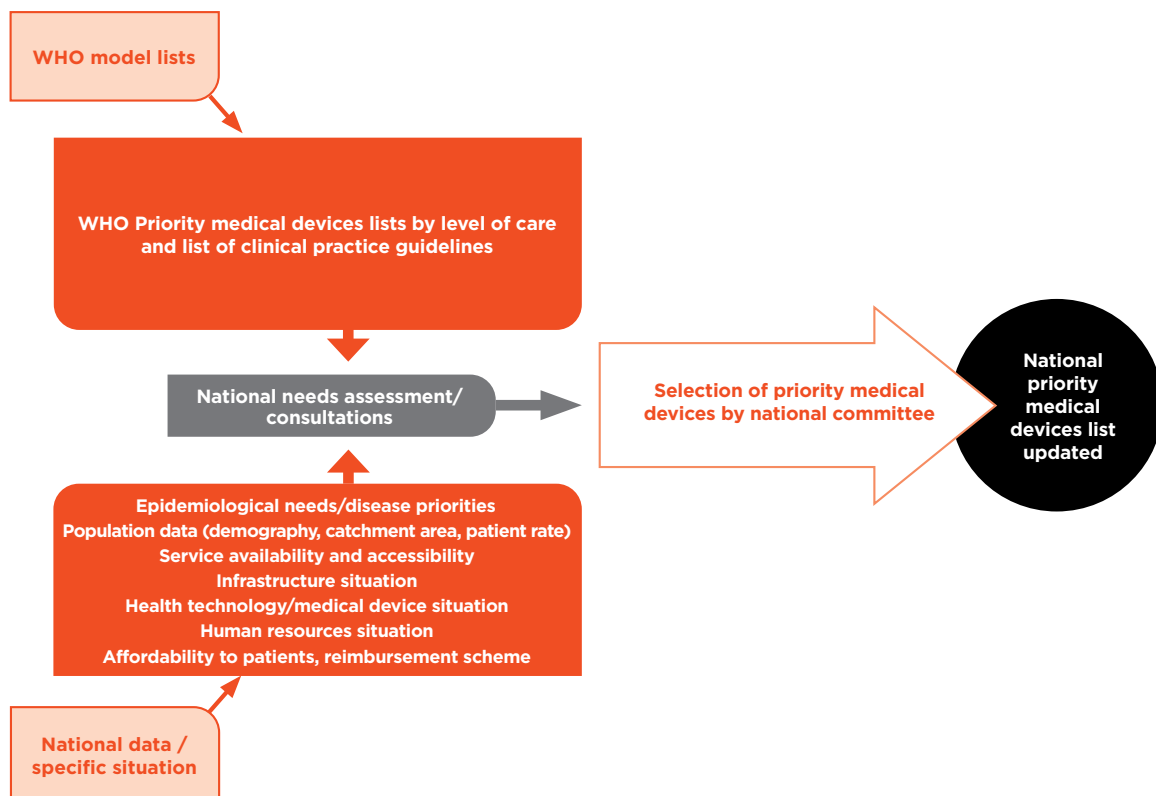 WHO model lists
WHO Priority medical devices lists by level of care
and list of clinical practice guidelines
National needs assessment/
consultations
Selection of priority medical
devices by national committee
National
priority
medical
devices list
updated
Epidemiological needs/disease priorities
Population data (demography, catchment area, patient rate)
Service availability and accessibility
Infrastructure situation
Health technology/medical device situation
Human resources situation
Affordability to patients, reimbursement scheme
National data /
specific situation